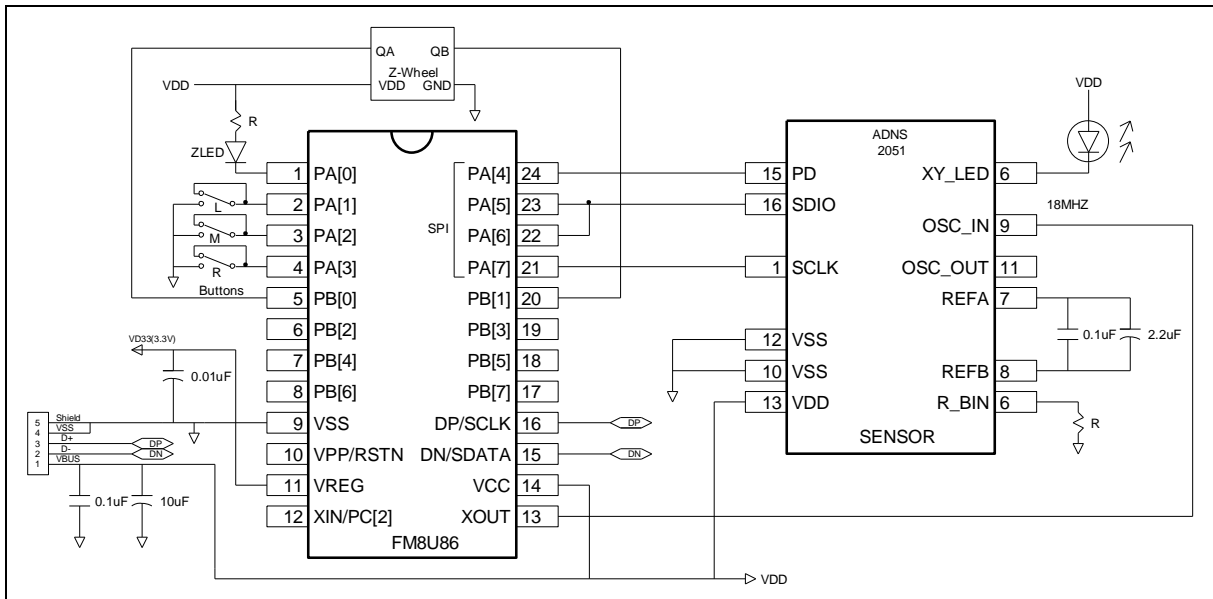 QA QB
Z-Wheel
VDD GND
VDD
R
ZLED
L
M
R
Buttons
1 PA[0]
2 PA[1]
3 PA[2]
4 PA[3]
5 PB[0]
6 PB[2]
7 PB[4]
8 PB[6]
9 VSS
10 VPP/RSTN
11 VREG
12 XIN/PC[2]
SPI
PA[4] 24
PA[5] 23
PA[6] 22
PA[7] 21
PB[1] 20
PB[3] 19
PB[5] 18
PB[7] 17
DP/SCLK 16
DN/SDATA 15
VCC 14
XOUT 13
FM8U86
DP
DN
VD33(3.3V)
0.01uF
5 Shield
4 VSS
3 D+ DP
2 D- DN
1 VBUS
0.1uF 10uF
VDD
ADNS
2051
15 PD
16 SDIO
1 SCLK
12 VSS
10 VSS
13 VDD
XY_LED 6
OSC_IN 9
OSC_OUT 11
REFA 7
REFB 8
R_BIN 6
SENSOR
VDD
18MHZ
0.1uF 2.2uF
R